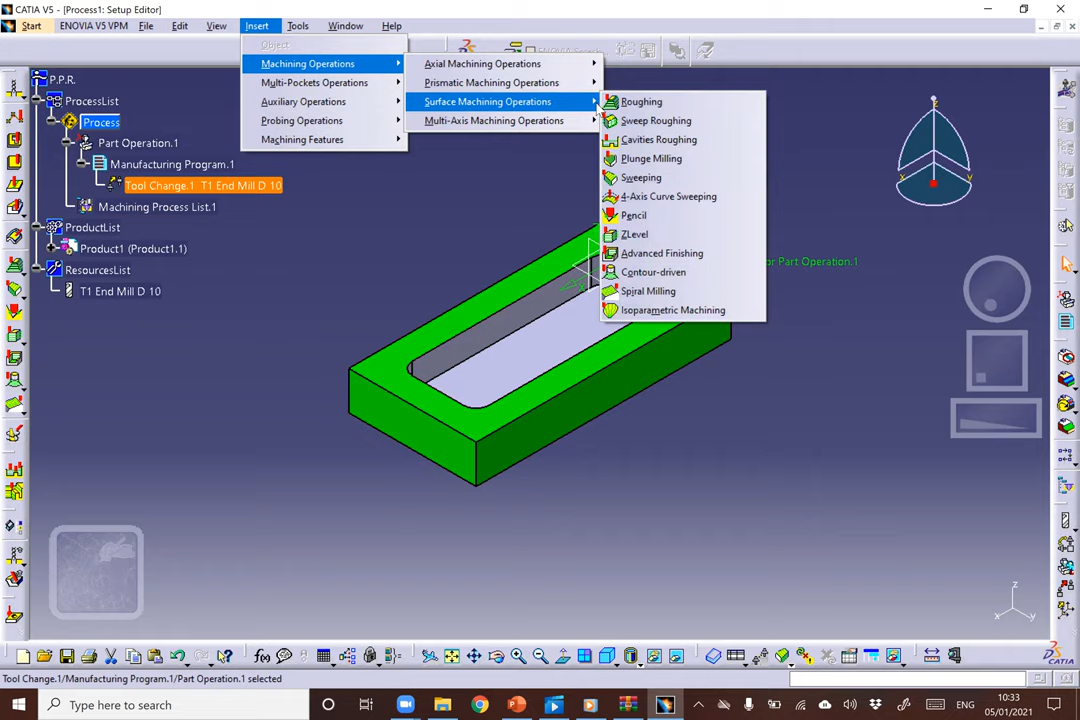 CATIA V5 - [Process1: Setup Editor]
Start ENOVIA V5 VPM File Edit View Insert Tools Window Help
Object
Machining Operations
Multi-Pockets Operations
Auxiliary Operations
Probing Operations
Machining Features
Axial Machining Operations
Prismatic Machining Operations
Surface Machining Operations
Multi-Axis Machining Operations
Roughing
Sweep Roughing
Cavities Roughing
Plunge Milling
Sweeping
4-Axis Curve Sweeping
Pencil
ZLevel
Advanced Finishing
Contour-driven
Spiral Milling
Isoparametric Machining
P.P.R.
ProcessList
Process
Part Operation.1
Manufacturing Program.1
Tool Change.1 T1 End Mill D 10
Machining Process List.1
ProductList
Product1 (Product1.1)
ResourcesList
T1 End Mill D 10
or Part Operation.1
z
x
y
z
x
y
Tool Change.1/Manufacturing Program.1/Part Operation.1 selected
Type here to search
ENG
10:33
05/01/2021